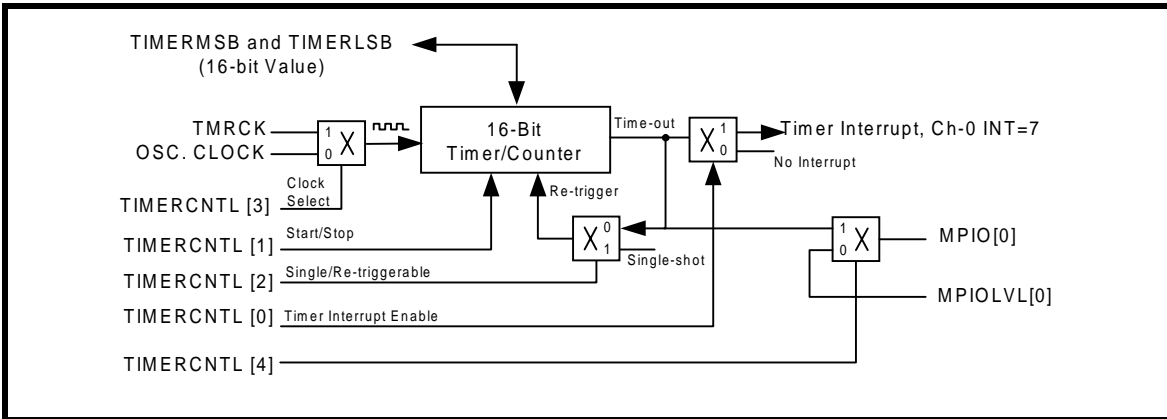 TIMERMSB and TIMERLSB
(16-bit Value)
TMRCK
OSC. CLOCK
1
0
X
16-Bit
Timer/Counter
Time-out
X
1
0
Timer Interrupt, Ch-0 INT=7
No Interrupt
Clock
Select
Re-trigger
TIMERCNTL [3]
TIMERCNTL [1]
Start/Stop
X
0
1
Single-shot
1
0
X
MPIO[0]
TIMERCNTL [2]
Single/Re-triggerable
MPIOLVL[0]
TIMERCNTL [0]
Timer Interrupt Enable
TIMERCNTL [4]